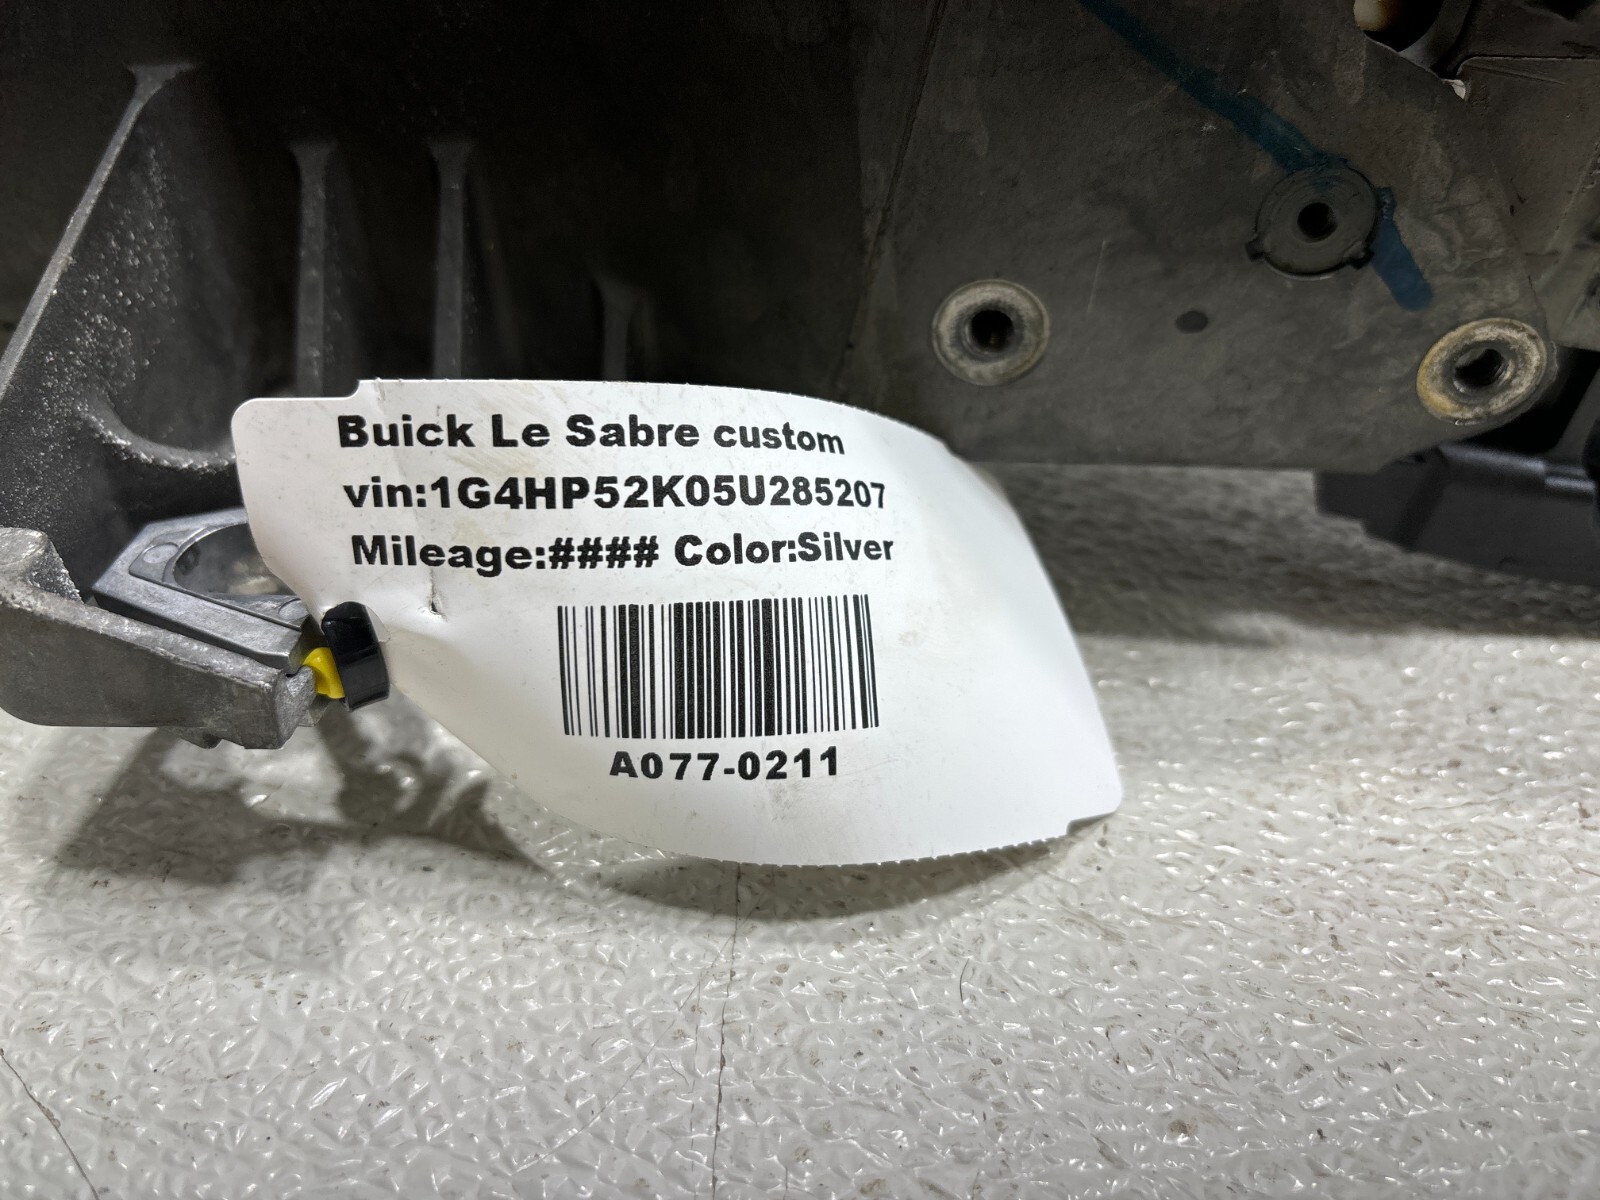 Buick Le Sabre custom
vin:1G4HP52K05U285207
Mileage:#### Color:Silver
A077-0211